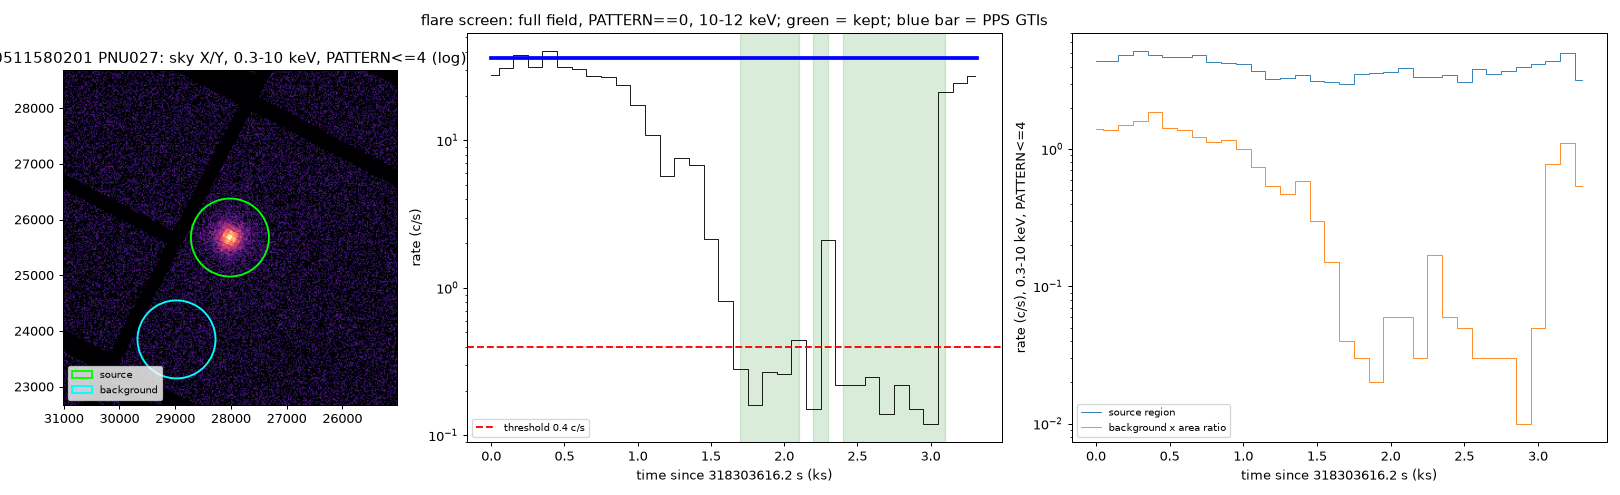 0511580201 PNU027: sky X/Y, 0.3-10 keV, PATTERN<=4 (log)
28000
27000
26000
25000
24000
23000
source
background
31000 30000 29000 28000 27000 26000
flare screen: full field, PATTERN==0, 10-12 keV; green = kept; blue bar = PPS GTIs
rate (c/s)
10¹
10⁰
10⁻¹
threshold 0.4 c/s
0.0 0.5 1.0 1.5 2.0 2.5 3.0
time since 318303616.2 s (ks)
rate (c/s), 0.3-10 keV, PATTERN<=4
10⁰
10⁻¹
10⁻²
source region
background x area ratio
0.0 0.5 1.0 1.5 2.0 2.5 3.0
time since 318303616.2 s (ks)